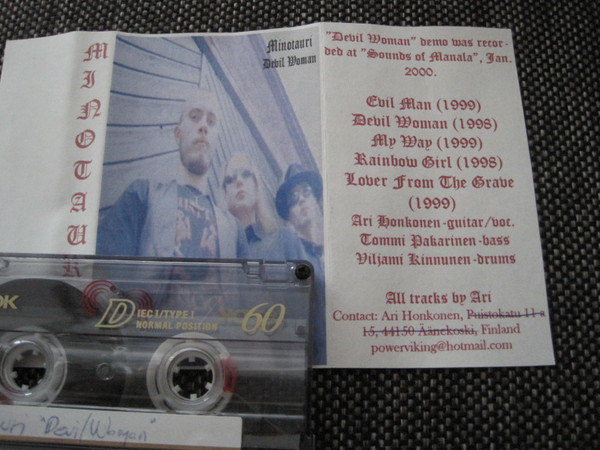 MINOTAUR
Minotauri
Devil Woman
"Devil Woman" demo was recor-
ded at "Sounds of Manala", Jan.
2000.
Evil Man (1999)
Devil Woman (1998)
My Way (1999)
Rainbow Girl (1998)
Lover From The Grave
(1999)
Ari Honkonen-guitar/voc.
Tommi Pakarinen-bass
Viljami Kinnunen-drums
All tracks by Ari
Contact: Ari Honkonen, Puistokatu 11 a
15, 44150 Äänekoski, Finland
powerviking@hotmail.com
DK
D IEC I/TYPE I
NORMAL POSITION
60
uri "Devil Woman"